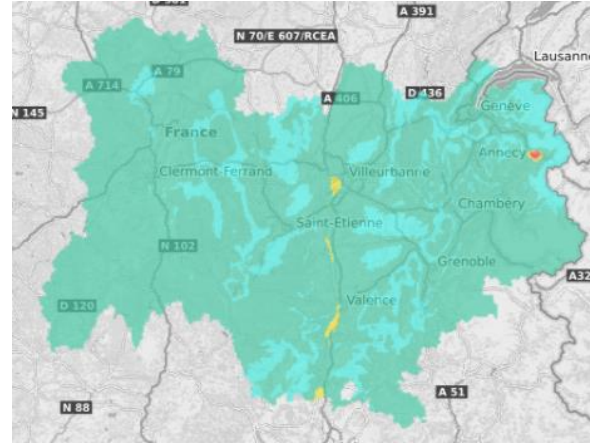 A 391
N 70/E 607/RCEA
Lausanne
A 714
A 79
A 406
D 436
N 145
Genève
France
Annecy
Clermont-Ferrand
Villeurbanne
Chambéry
Saint-Etienne
N 102
Grenoble
A32
D 120
Valence
A 51
N 88